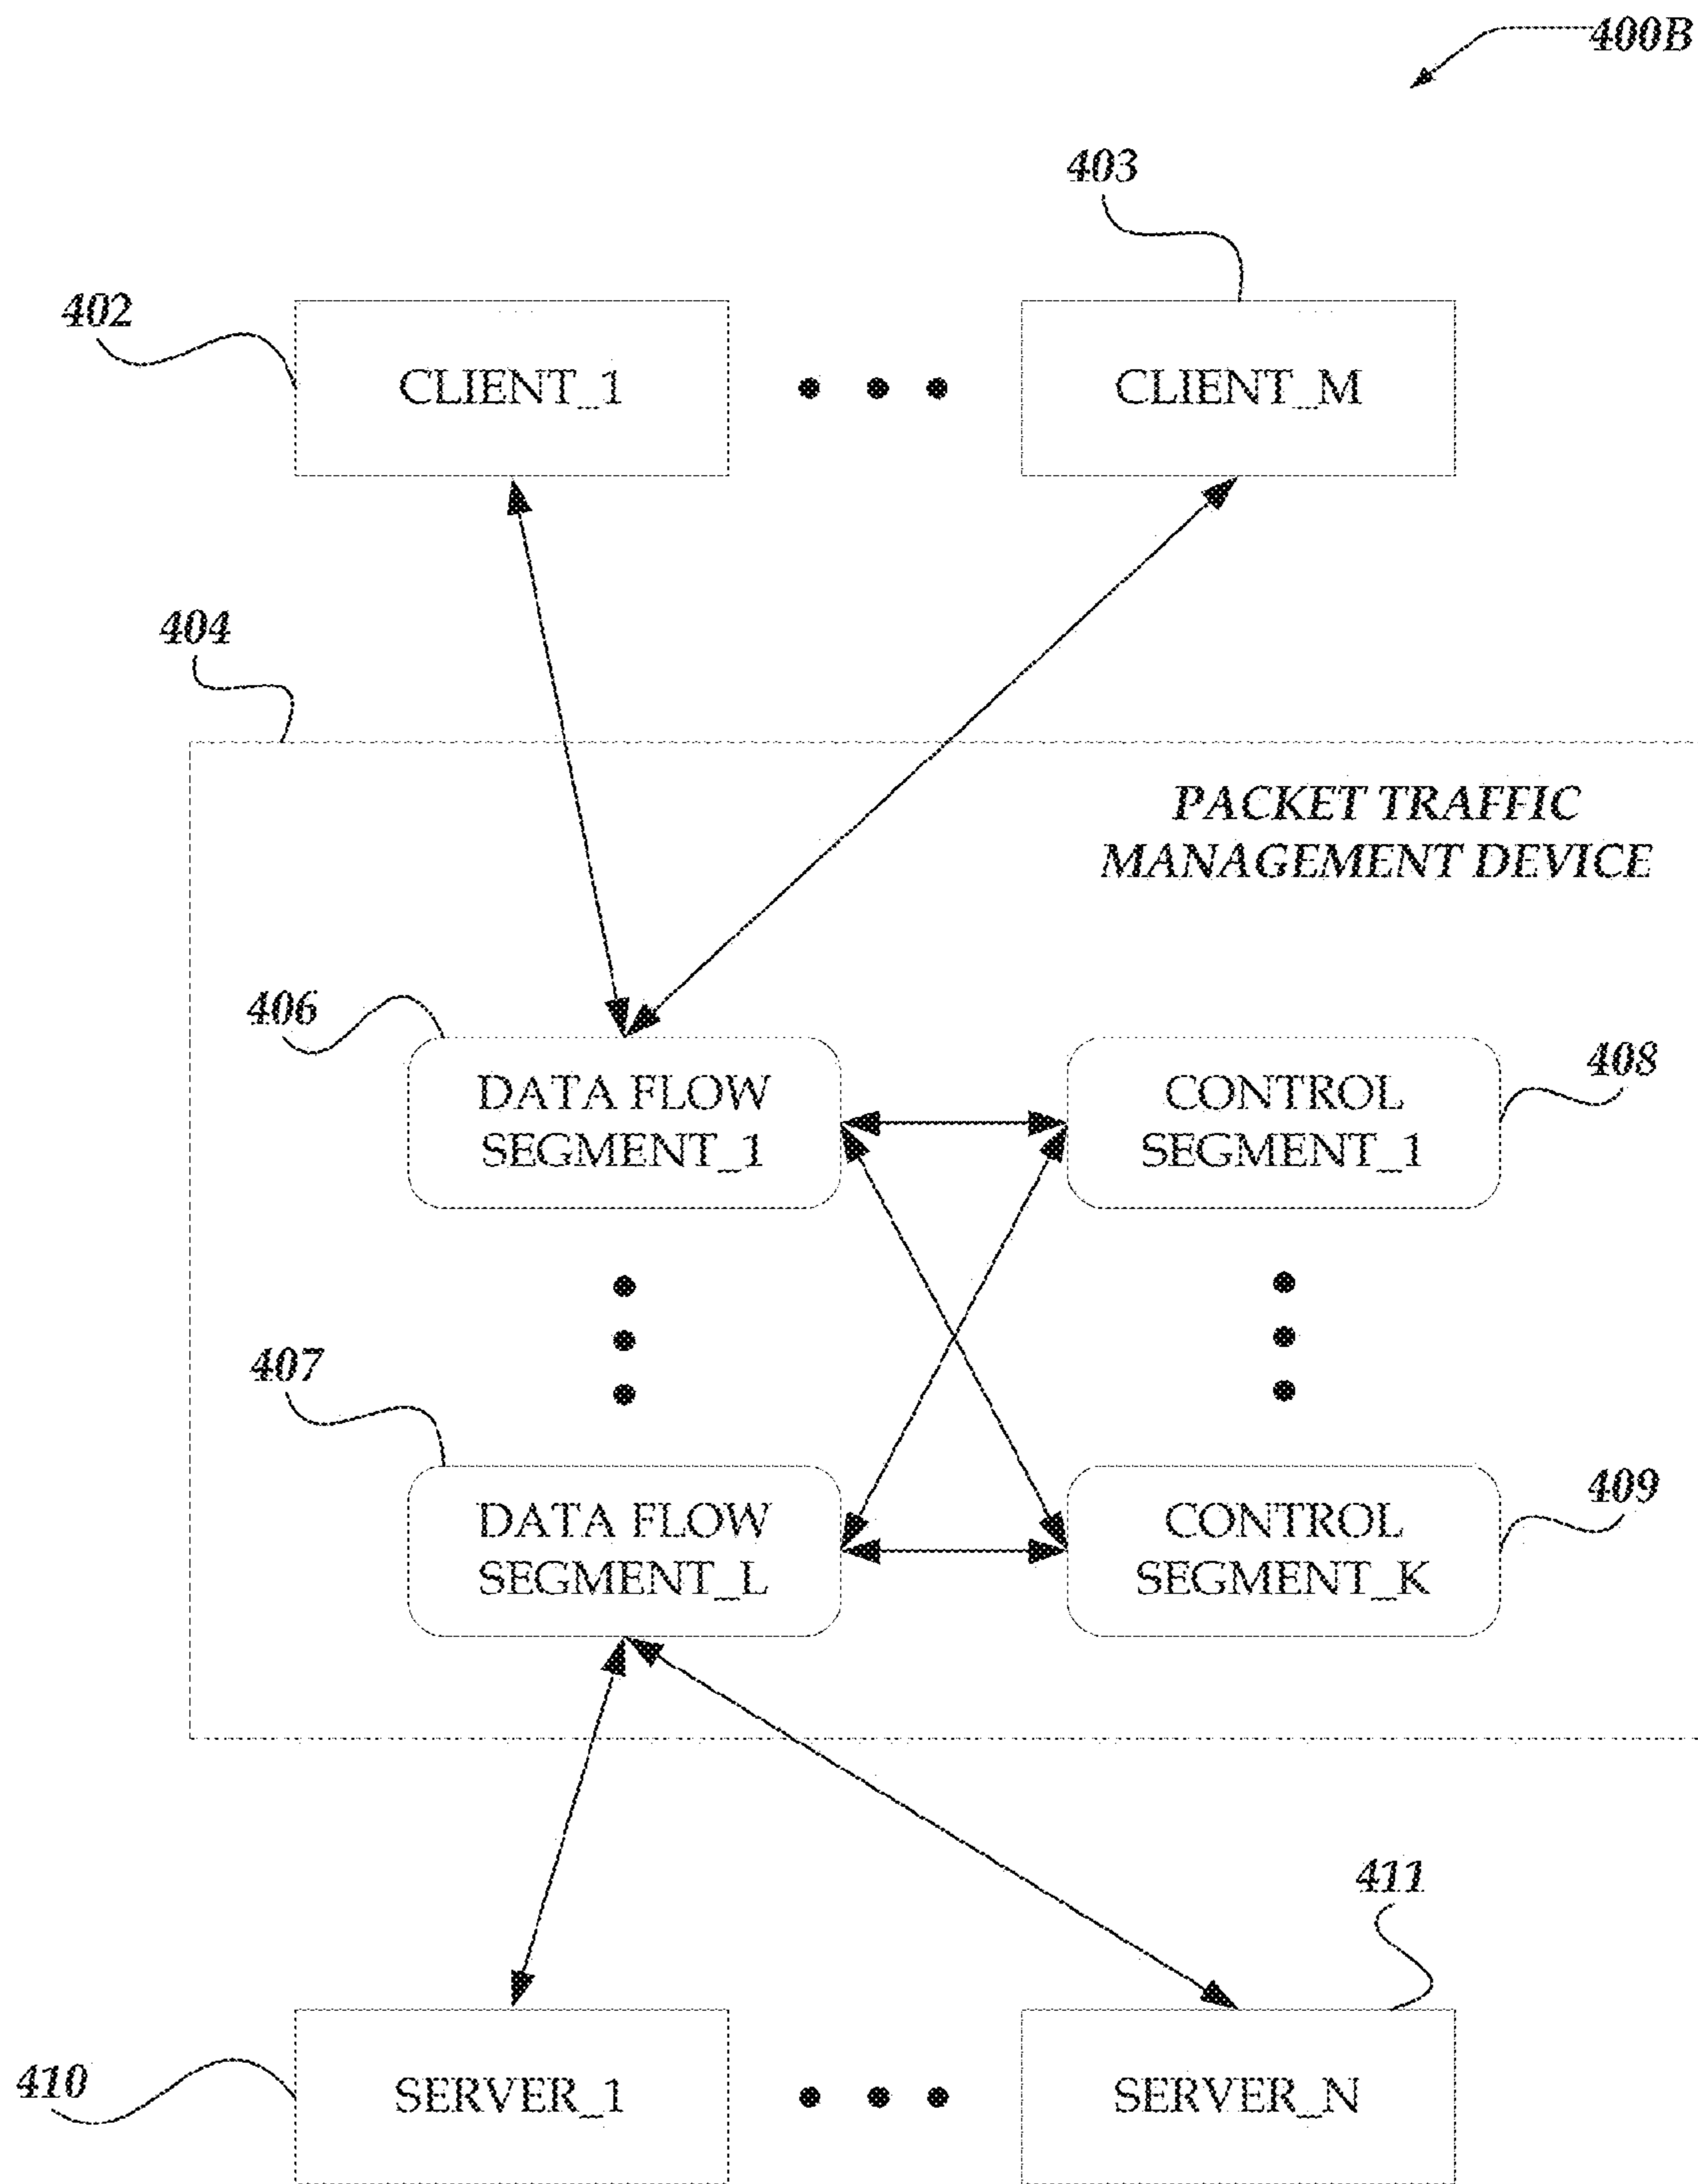 400B
403
402
CLIENT_1
CLIENT_M
404
PACKET TRAFFIC
MANAGEMENT DEVICE
406
DATA FLOW
SEGMENT_1
CONTROL
SEGMENT_1
408
407
DATA FLOW
SEGMENT_L
CONTROL
SEGMENT_K
409
411
410
SERVER_1
SERVER_N